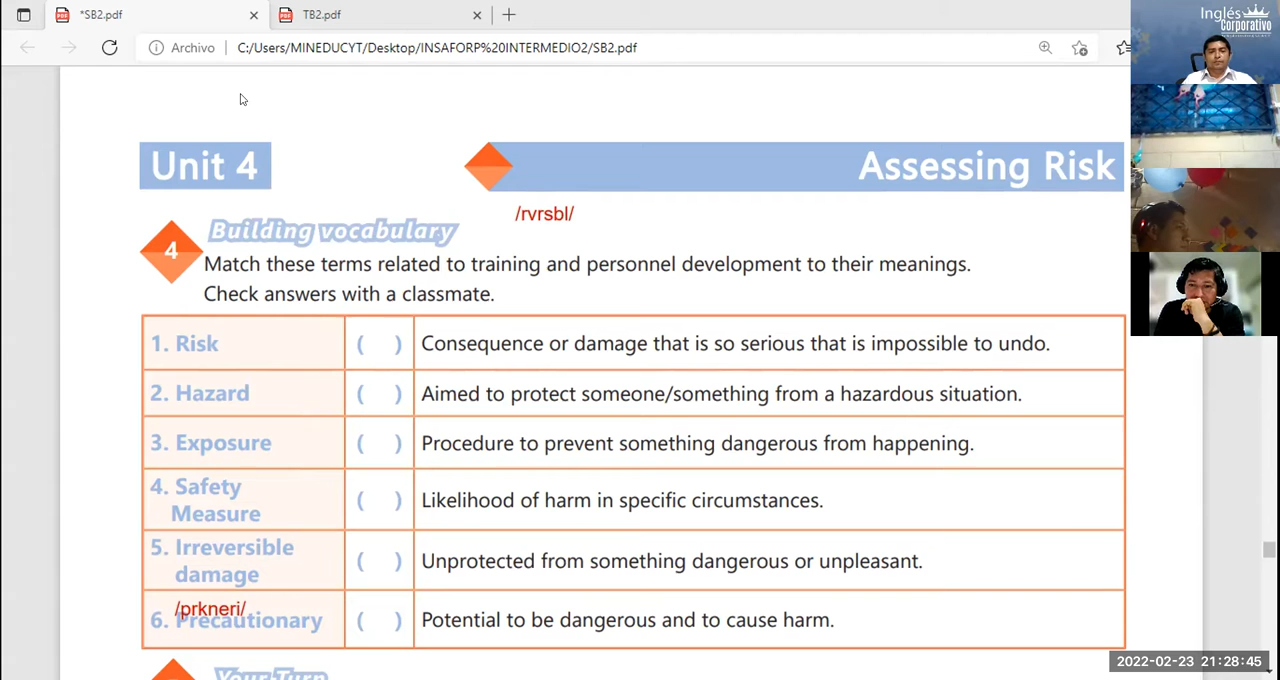 *SB2.pdf
TB2.pdf
Archivo
C:/Users/MINEDUCYT/Desktop/INSAFORP%20INTERMEDIO2/SB2.pdf
Inglés
Corporativo
Unit 4
Assessing Risk
/rvrsbl/
4
Building vocabulary
Match these terms related to training and personnel development to their meanings.
Check answers with a classmate.
1. Risk ( ) Consequence or damage that is so serious that is impossible to undo.
2. Hazard ( ) Aimed to protect someone/something from a hazardous situation.
3. Exposure ( ) Procedure to prevent something dangerous from happening.
4. Safety
Measure ( ) Likelihood of harm in specific circumstances.
5. Irreversible
damage ( ) Unprotected from something dangerous or unpleasant.
/prkneri/
6. Precautionary ( ) Potential to be dangerous and to cause harm.
Your Turn
2022-02-23 21:28:45